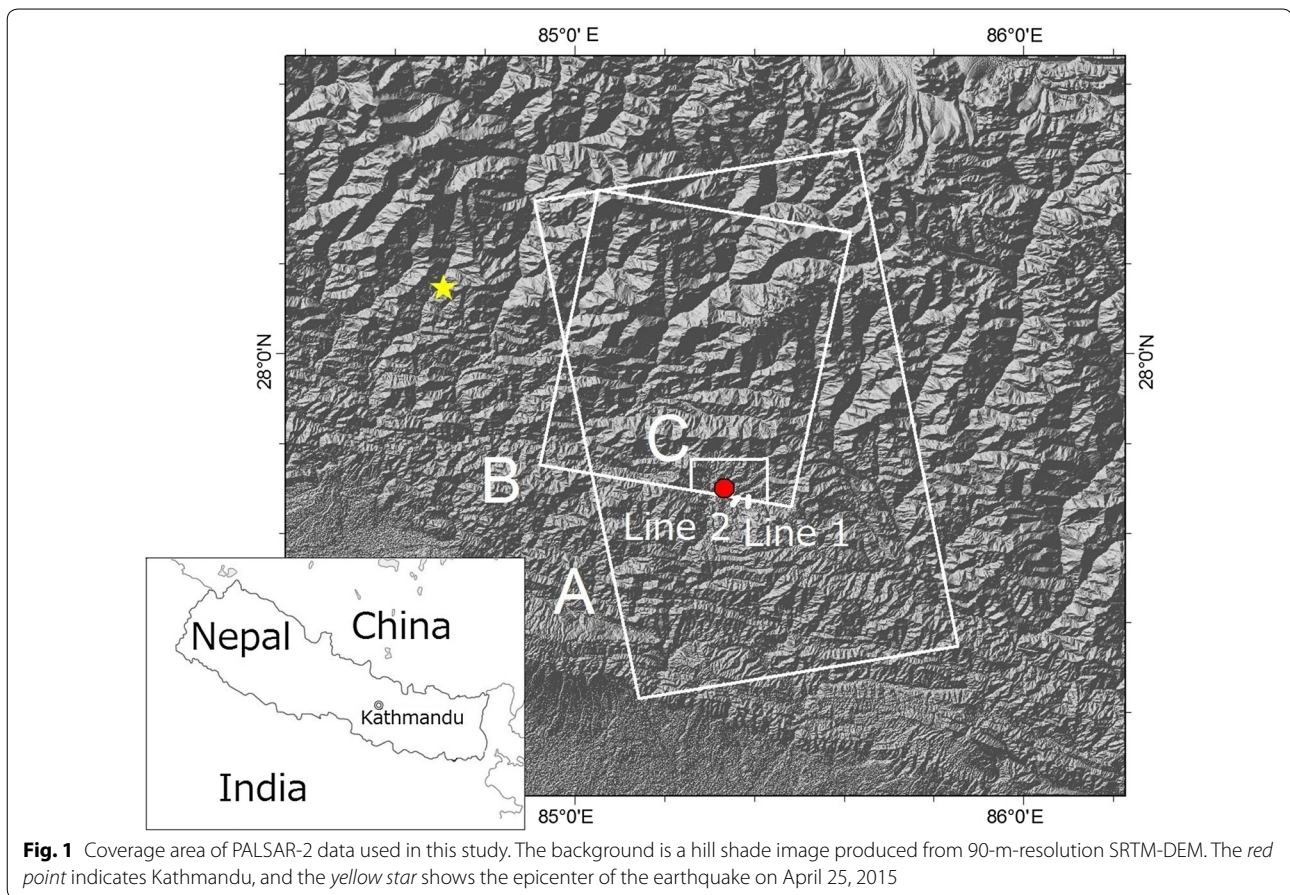 85°0' E 86°0'E
28°0'N 28°0'N
C
B
Line 2 Line 1
A
Nepal China
Kathmandu
India
85°0'E 86°0'E
Fig. 1 Coverage area of PALSAR-2 data used in this study. The background is a hill shade image produced from 90-m-resolution SRTM-DEM. The red
point indicates Kathmandu, and the yellow star shows the epicenter of the earthquake on April 25, 2015